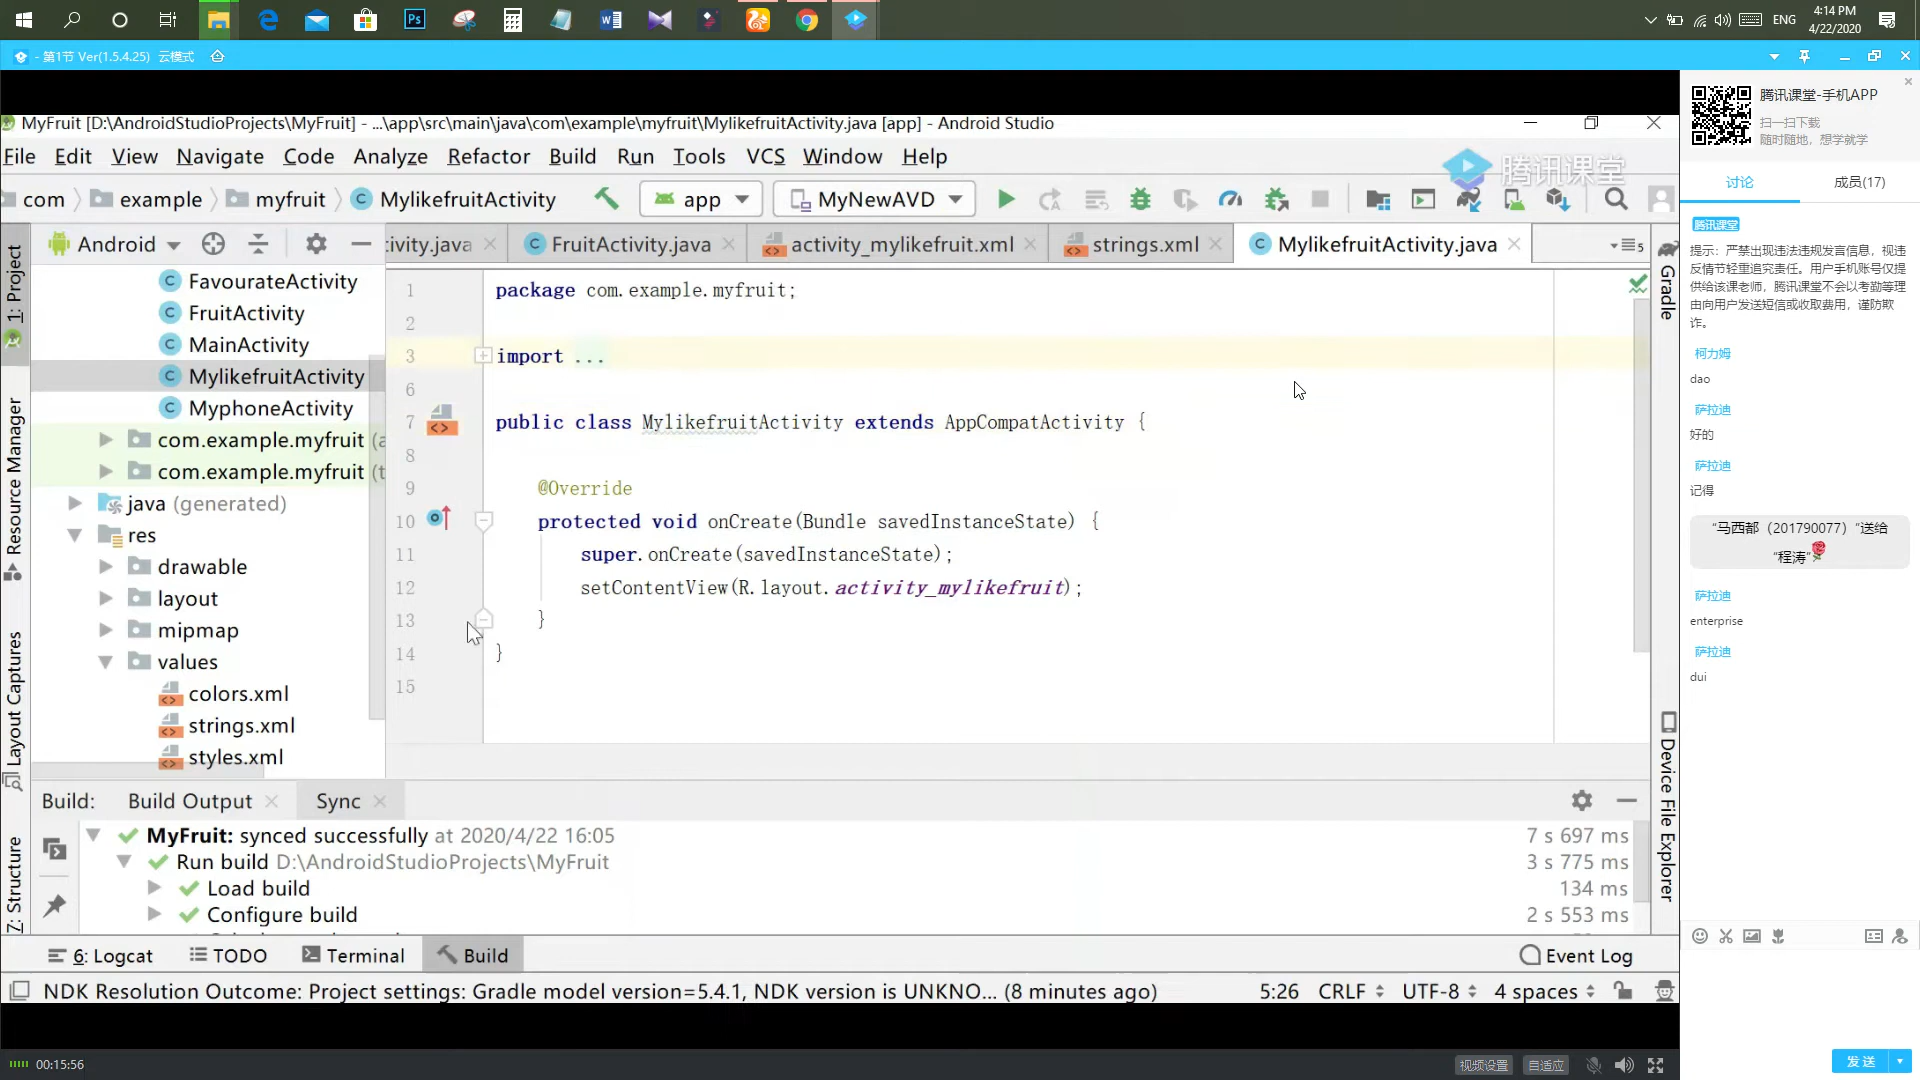 ENG
4:14 PM
4/22/2020
- 第1节 Ver(1.5.4.25) 云模式
MyFruit [D:\AndroidStudioProjects\MyFruit] - ...\app\src\main\java\com\example\myfruit\MylikefruitActivity.java [app] - Android Studio
File Edit View Navigate Code Analyze Refactor Build Run Tools VCS Window Help
腾讯课堂
com example myfruit MylikefruitActivity app MyNewAVD
Android
ivity.java FruitActivity.java activity_mylikefruit.xml strings.xml MylikefruitActivity.java 5
1: Project
Resource Manager
Layout Captures
Z: Structure
FavourateActivity
FruitActivity
MainActivity
MylikefruitActivity
MyphoneActivity
com.example.myfruit (a
com.example.myfruit (t
java (generated)
res
drawable
layout
mipmap
values
colors.xml
strings.xml
styles.xml
1 package com.example.myfruit;
2
3 import ...
6
7 public class MylikefruitActivity extends AppCompatActivity {
8
9 @Override
10 protected void onCreate(Bundle savedInstanceState) {
11 super.onCreate(savedInstanceState);
12 setContentView(R.layout.activity_mylikefruit);
13 }
14 }
15
Gradle
Device File Explorer
Build: Build Output Sync
MyFruit: synced successfully at 2020/4/22 16:05 7 s 697 ms
Run build D:\AndroidStudioProjects\MyFruit 3 s 775 ms
Load build 134 ms
Configure build 2 s 553 ms
6: Logcat TODO Terminal Build Event Log
NDK Resolution Outcome: Project settings: Gradle model version=5.4.1, NDK version is UNKNO... (8 minutes ago) 5:26 CRLF UTF-8 4 spaces
00:15:56
视频设置 自适应
腾讯课堂-手机APP
扫一扫下载
随时随地，想学就学
讨论 成员(17)
腾讯课堂
提示：严禁出现违法违规发言信息，视违
反情节轻重追究责任。用户手机账号仅提
供给该课老师，腾讯课堂不会以考勤等理
由向用户发送短信或收取费用，谨防欺
诈。
柯力姆
dao
萨拉迪
好的
萨拉迪
记得
“马西都（201790077）”送给
“程涛”
萨拉迪
enterprise
萨拉迪
dui
发送